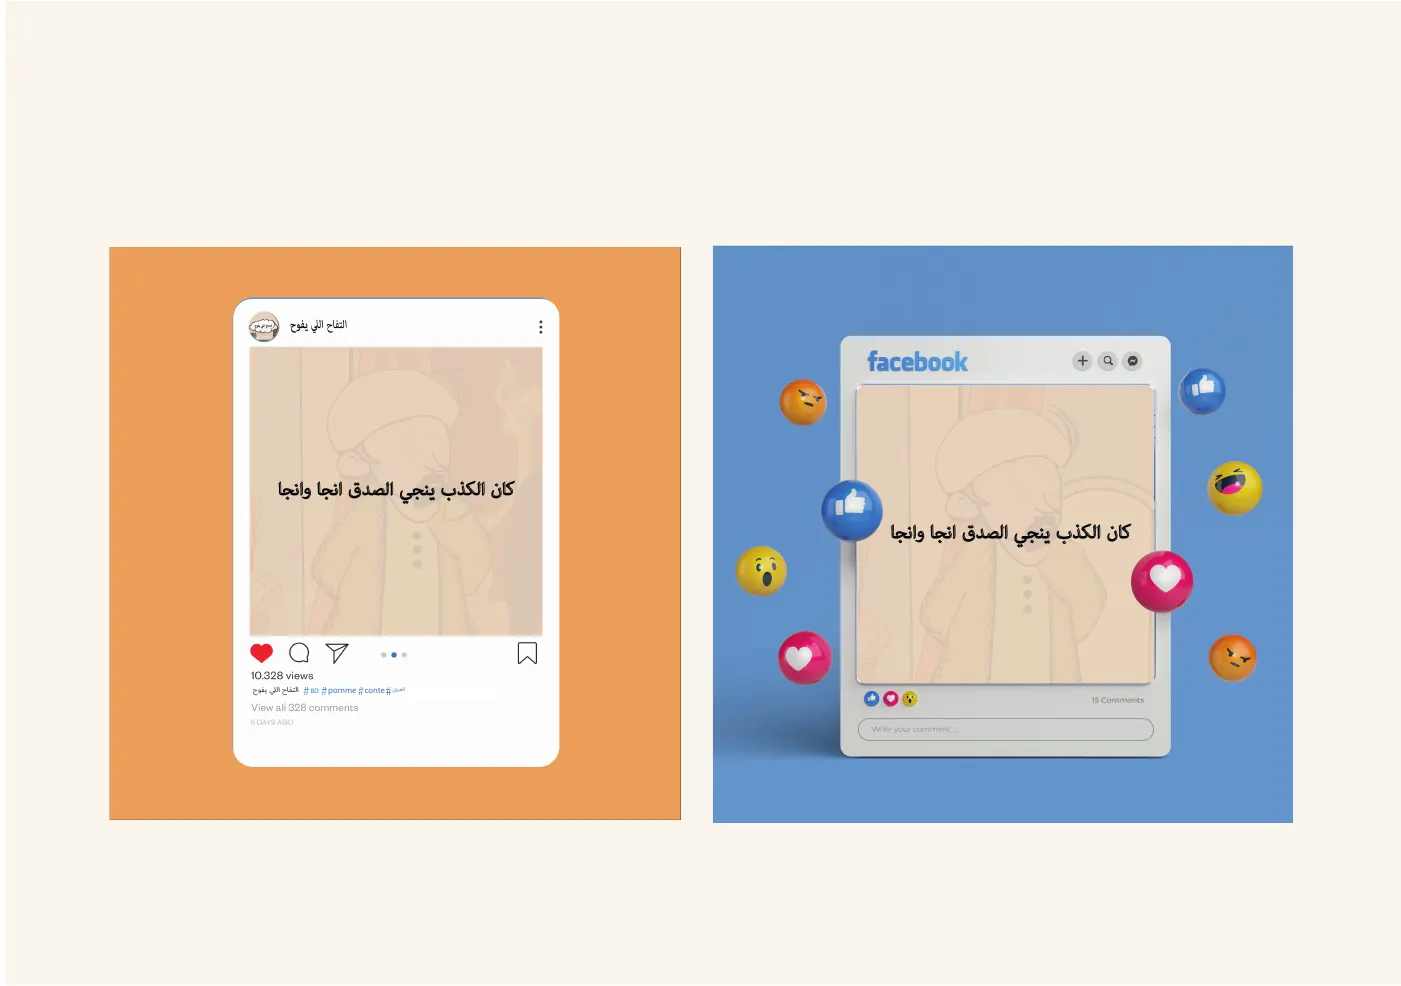 التفاح اللي يفوح
كان الكذب ينجي الصدق انجا وانجا
10.328 views
التفاح اللي يفوح #BD #pomme #conte#
View all 328 comments
6 DAYS AGO
facebook
كان الكذب ينجي الصدق انجا وانجا
15 Comments
Write your comment ...